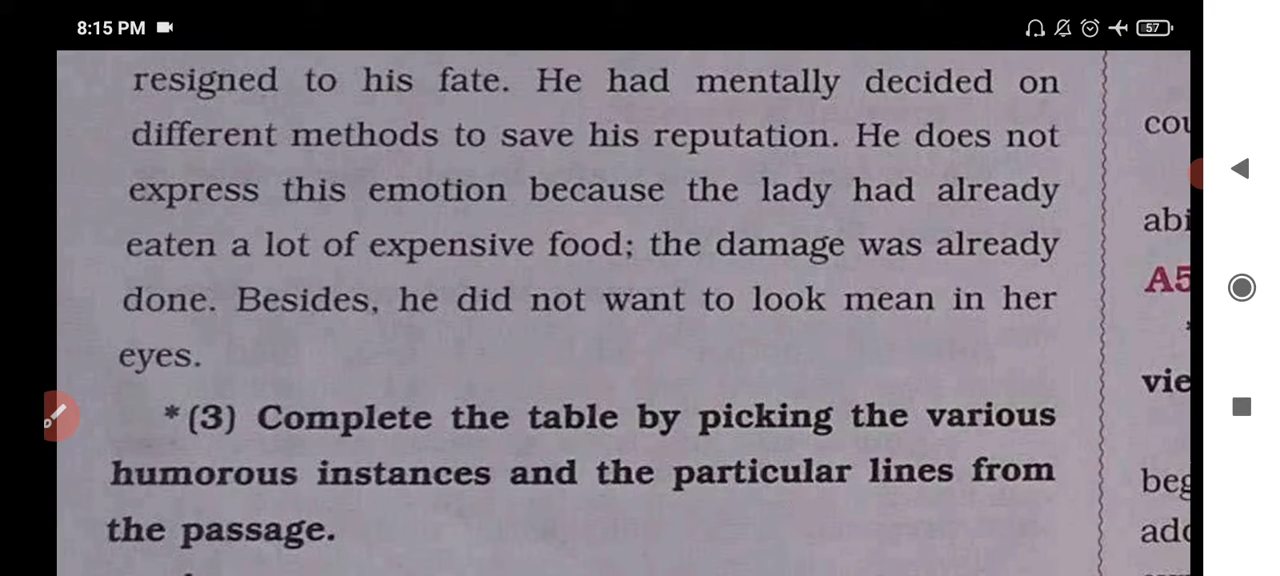 8:15 PM
57
resigned to his fate. He had mentally decided on
different methods to save his reputation. He does not
express this emotion because the lady had already
eaten a lot of expensive food; the damage was already
done. Besides, he did not want to look mean in her
eyes.
*(3) Complete the table by picking the various
humorous instances and the particular lines from
the passage.
cou
abi
A5
vie
beg
add